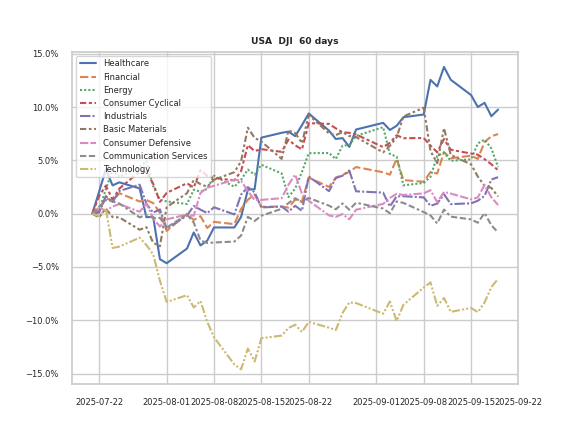 USA DJI 60 days
15.0%
10.0%
5.0%
0.0%
−5.0%
−10.0%
−15.0%
Healthcare
Financial
Energy
Consumer Cyclical
Industrials
Basic Materials
Consumer Defensive
Communication Services
Technology
2025-07-22
2025-08-01
2025-08-08
2025-08-15
2025-08-22
2025-09-01
2025-09-08
2025-09-15
2025-09-22